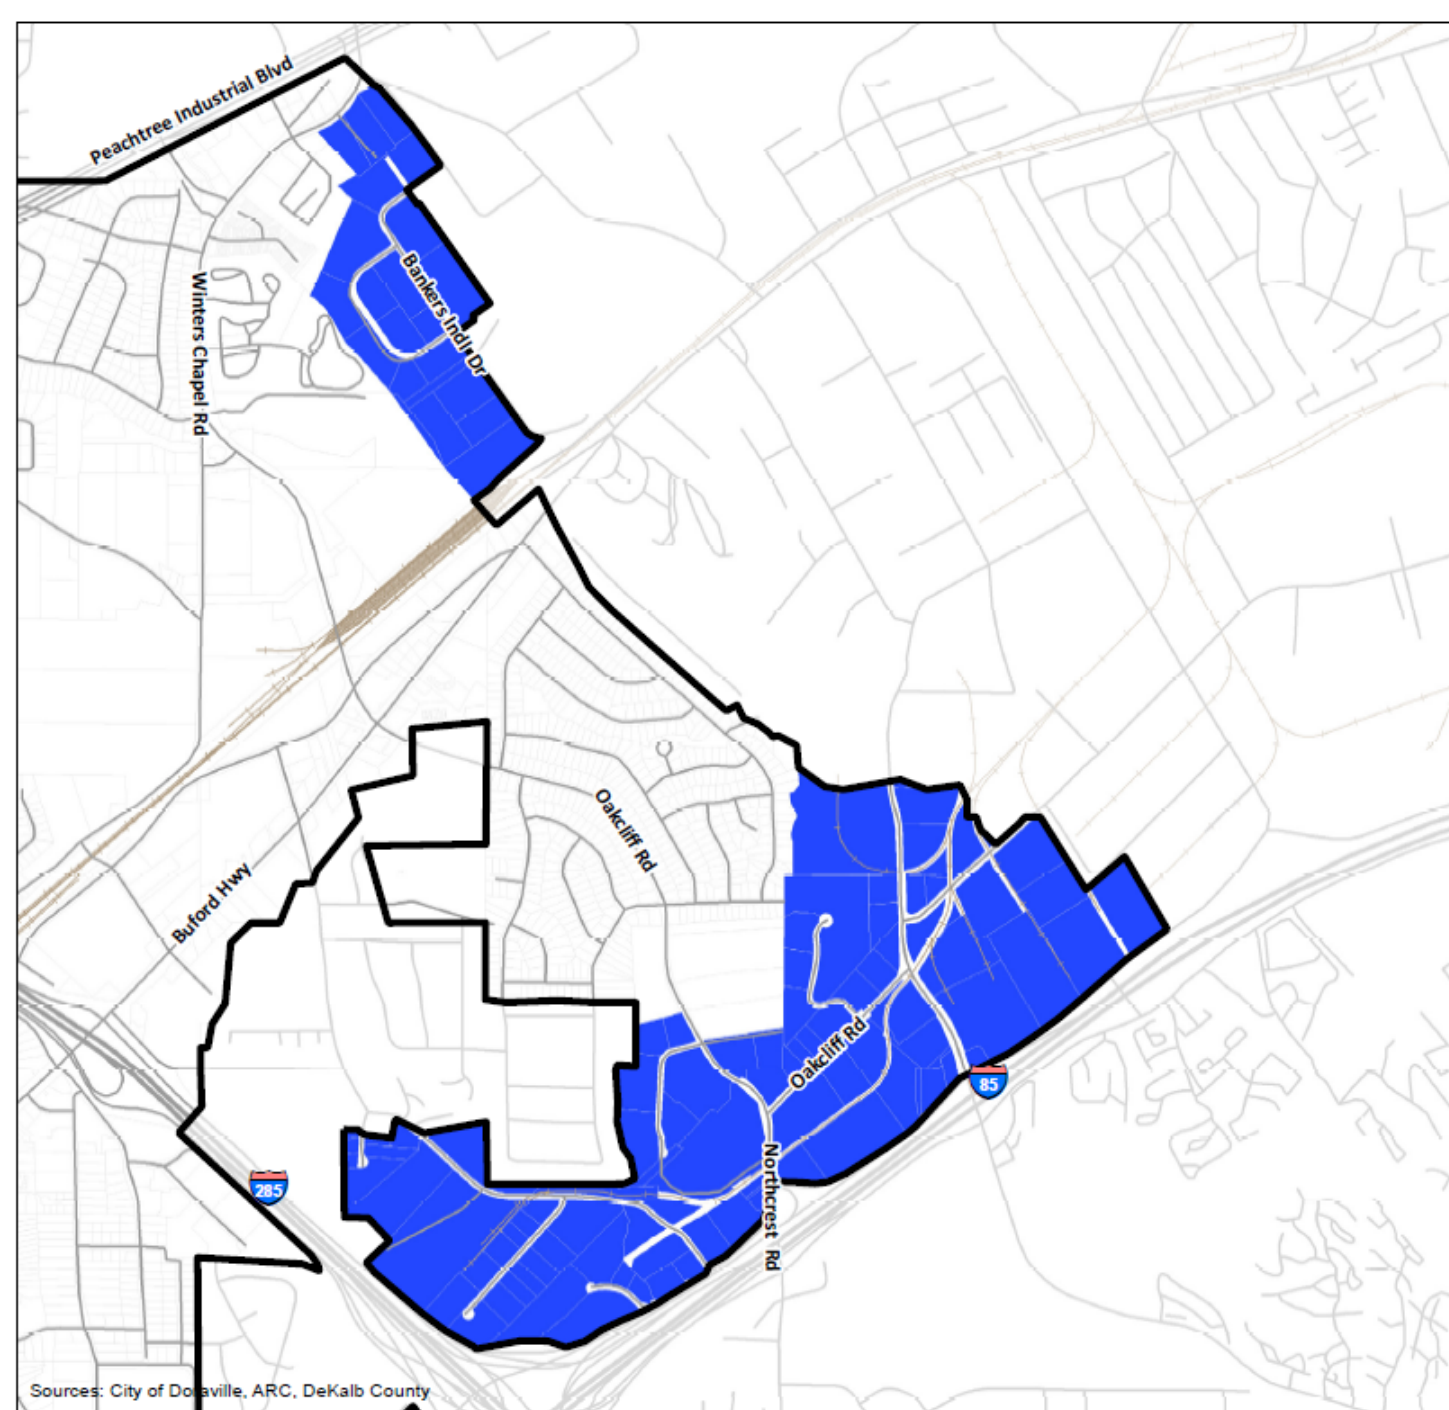 Peachtree Industrial Blvd
Winters Chapel Rd
Bankers Indl Dr
Oakcliff Rd
Buford Hwy
Oakcliff Rd
85
Northcrest Rd
285
Sources: City of Doraville, ARC, DeKalb County